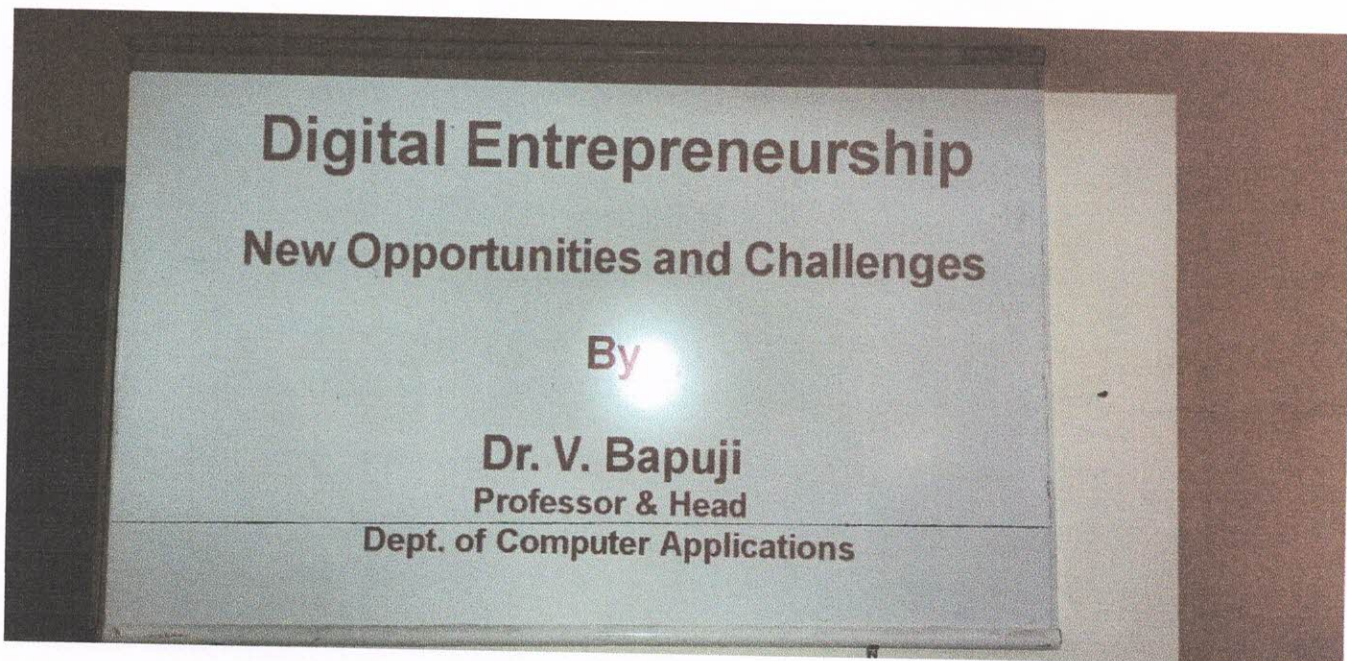 Digital Entrepreneurship
New Opportunities and Challenges
By
Dr. V. Bapuji
Professor & Head
Dept. of Computer Applications